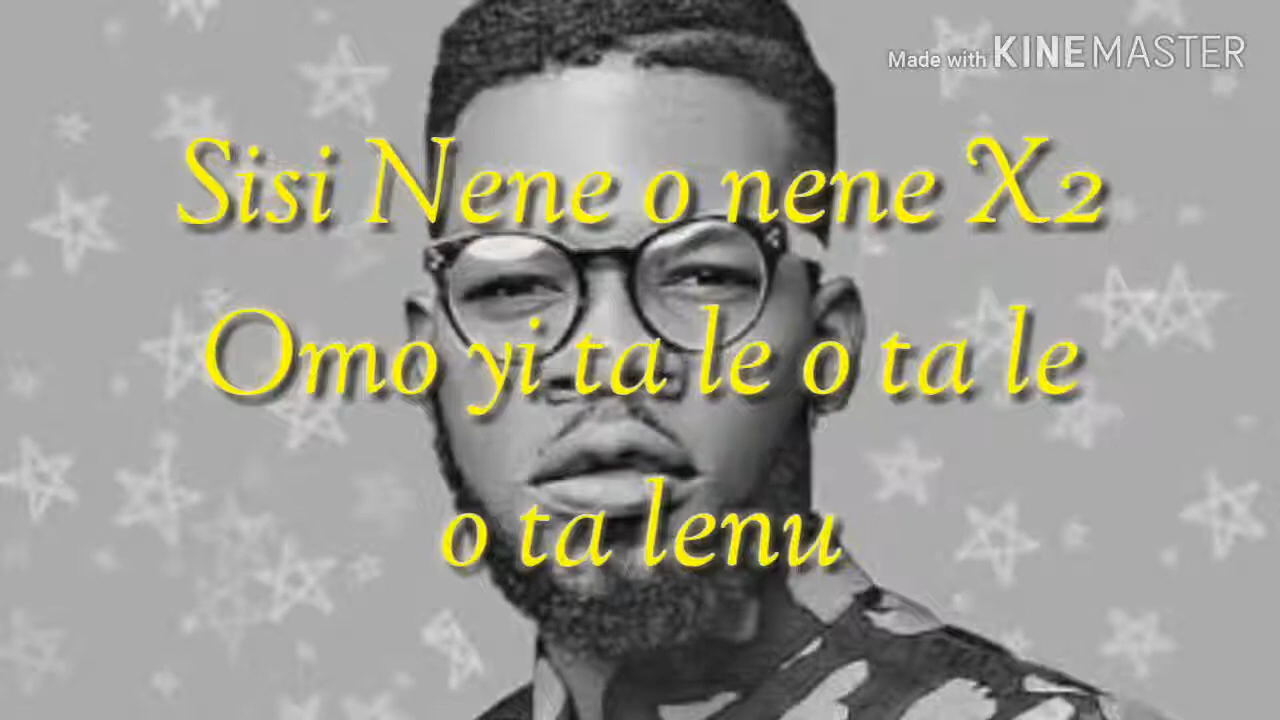 Made with KINEMASTER
Sisi Nene o nene X2
Omo yi ta le o ta le
o ta lenu